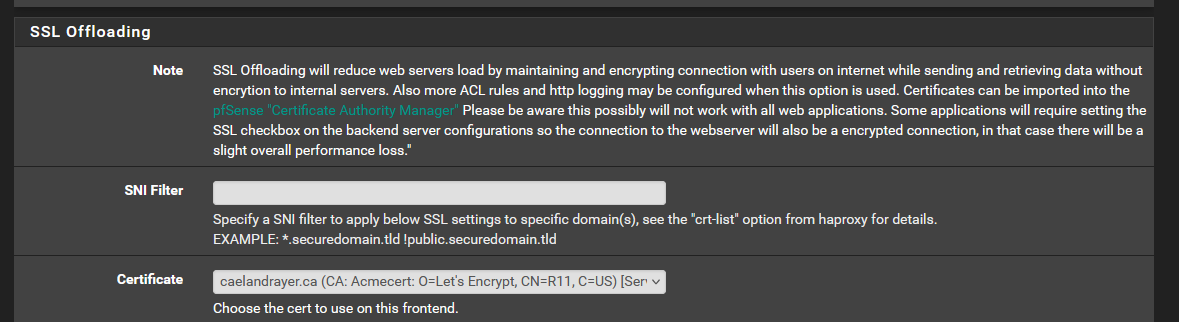 SSL Offloading
Note
SSL Offloading will reduce web servers load by maintaining and encrypting connection with users on internet while sending and retrieving data without
encrytion to internal servers. Also more ACL rules and http logging may be configured when this option is used. Certificates can be imported into the
pfSense "Certificate Authority Manager" Please be aware this possibly will not work with all web applications. Some applications will require setting the
SSL checkbox on the backend server configurations so the connection to the webserver will also be a encrypted connection, in that case there will be a
slight overall performance loss."
SNI Filter
Specify a SNI filter to apply below SSL settings to specific domain(s), see the "crt-list" option from haproxy for details.
EXAMPLE: *.securedomain.tld !public.securedomain.tld
Certificate
caelandrayer.ca (CA: Acmecert: O=Let's Encrypt, CN=R11, C=US) [Ser
Choose the cert to use on this frontend.